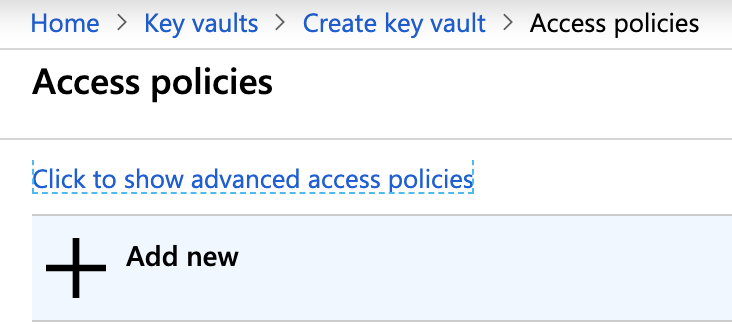 Home > Key vaults > Create key vault > Access policies
Access policies
Click to show advanced access policies
Add new